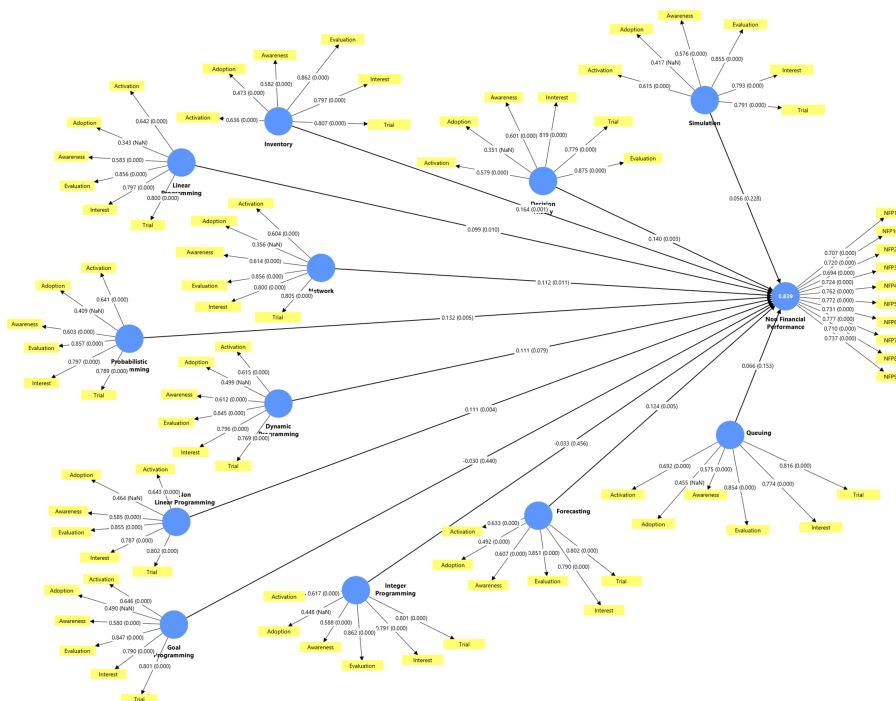 Adoption
Awareness
Evaluation
Activation
Interest
Trial
0.417 (NaN)
0.576 (0.000)
0.855 (0.000)
0.615 (0.000)
0.793 (0.000)
0.791 (0.000)
Simulation
Evaluation
Awareness
Adoption
Interest
Activation
Trial
0.862 (0.000)
0.582 (0.000)
0.473 (0.000)
0.797 (0.000)
0.636 (0.000)
0.807 (0.000)
Inventory
Activation
Adoption
Awareness
Evaluation
Interest
Trial
0.642 (0.000)
0.343 (NaN)
0.583 (0.000)
0.856 (0.000)
0.797 (0.000)
0.800 (0.000)
Linear
Awareness
Innterest
Adoption
Trial
Activation
Evaluation
0.601 (0.000)
819 (0.000)
0.351 (NaN)
0.779 (0.000)
0.579 (0.000)
0.875 (0.000)
Decision
0.164 (0.001)
0.099 (0.010)
0.140 (0.003)
0.056 (0.228)
Activation
Adoption
Awareness
Evaluation
Interest
Trial
0.604 (0.000)
0.356 (NaN)
0.614 (0.000)
0.856 (0.000)
0.800 (0.000)
0.805 (0.000)
0.112 (0.011)
Activation
Adoption
Awareness
Evaluation
Interest
Trial
0.641 (0.000)
0.409 (NaN)
0.603 (0.000)
0.857 (0.000)
0.797 (0.000)
0.789 (0.000)
Probabilistic
0.132 (0.005)
NFP1
NFP2
NFP3
NFP4
NFP5
NFP6
NFP7
NFP8
NFP9
0.707 (0.000)
0.720 (0.000)
0.694 (0.000)
0.724 (0.000)
0.762 (0.000)
0.772 (0.000)
0.731 (0.000)
0.777 (0.000)
0.710 (0.000)
0.737 (0.000)
0.839
Non Financial
Performance
Activation
Adoption
Awareness
Evaluation
Interest
Trial
0.615 (0.000)
0.499 (NaN)
0.612 (0.000)
0.845 (0.000)
0.796 (0.000)
0.769 (0.000)
Dynamic
Programming
0.111 (0.079)
0.111 (0.004)
-0.030 (0.440)
-0.033 (0.456)
0.124 (0.005)
0.066 (0.153)
Queuing
0.692 (0.000)
0.455 (NaN)
0.575 (0.000)
0.854 (0.000)
0.774 (0.000)
0.816 (0.000)
Activation
Adoption
Awareness
Evaluation
Interest
Trial
Activation
Adoption
Awareness
Evaluation
Interest
Trial
0.643 (0.000)
0.464 (NaN)
0.585 (0.000)
0.855 (0.000)
0.787 (0.000)
0.802 (0.000)
Linear Programming
Forecasting
0.633 (0.000)
0.492 (0.000)
0.607 (0.000)
0.851 (0.000)
0.790 (0.000)
0.802 (0.000)
Activation
Adoption
Awareness
Evaluation
Interest
Trial
Activation
Adoption
Awareness
Evaluation
Interest
Trial
0.646 (0.000)
0.490 (NaN)
0.580 (0.000)
0.847 (0.000)
0.790 (0.000)
0.801 (0.000)
Goal
Integer
Programming
0.617 (0.000)
0.448 (NaN)
0.588 (0.000)
0.862 (0.000)
0.791 (0.000)
0.801 (0.000)
Activation
Adoption
Awareness
Evaluation
Interest
Trial